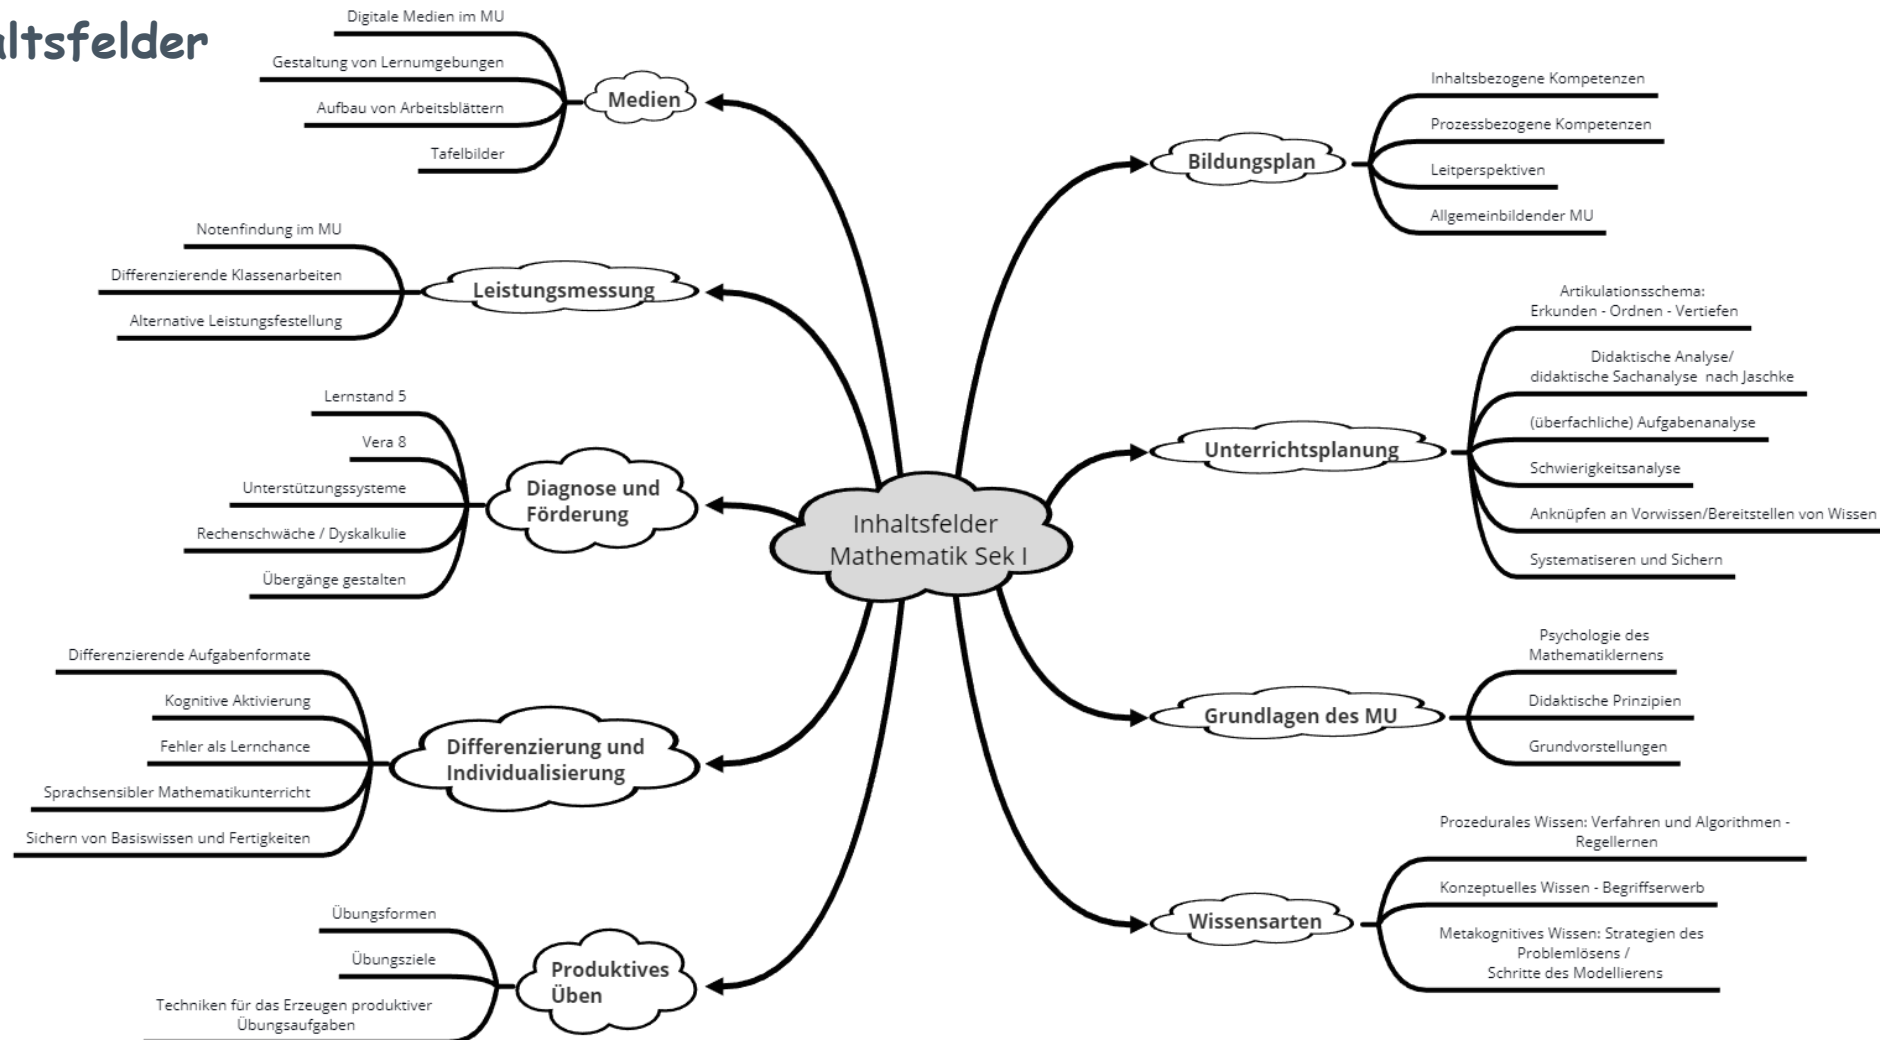 altsfelder
Digitale Medien im MU
Gestaltung von Lernumgebungen
Aufbau von Arbeitsblättern
Tafelbilder
Medien
Notenfindung im MU
Differenzierende Klassenarbeiten
Alternative Leistungsfestellung
Leistungsmessung
Lernstand 5
Vera 8
Unterstützungssysteme
Rechenschwäche / Dyskalkulie
Übergänge gestalten
Diagnose und
Förderung
Differenzierende Aufgabenformate
Kognitive Aktivierung
Fehler als Lernchance
Sprachsensibler Mathematikunterricht
Sichern von Basiswissen und Fertigkeiten
Differenzierung und
Individualisierung
Übungsformen
Übungsziele
Techniken für das Erzeugen produktiver
Übungsaufgaben
Produktives
Üben
Inhaltsfelder
Mathematik Sek I
Bildungsplan
Inhaltsbezogene Kompetenzen
Prozessbezogene Kompetenzen
Leitperspektiven
Allgemeinbildender MU
Unterrichtsplanung
Artikulationsschema:
Erkunden - Ordnen - Vertiefen
Didaktische Analyse/
didaktische Sachanalyse nach Jaschke
(überfachliche) Aufgabenanalyse
Schwierigkeitsanalyse
Anknüpfen an Vorwissen/Bereitstellen von Wissen
Systematiseren und Sichern
Grundlagen des MU
Psychologie des
Mathematiklernens
Didaktische Prinzipien
Grundvorstellungen
Wissensarten
Prozedurales Wissen: Verfahren und Algorithmen -
Regellernen
Konzeptuelles Wissen - Begriffserwerb
Metakognitives Wissen: Strategien des
Problemlösens /
Schritte des Modellierens